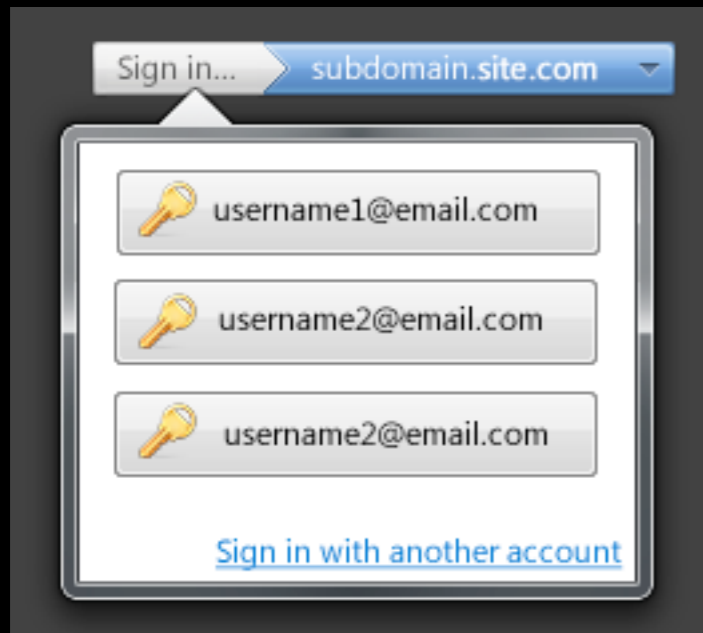 Sign in... subdomain.site.com
username1@email.com
username2@email.com
username2@email.com
Sign in with another account